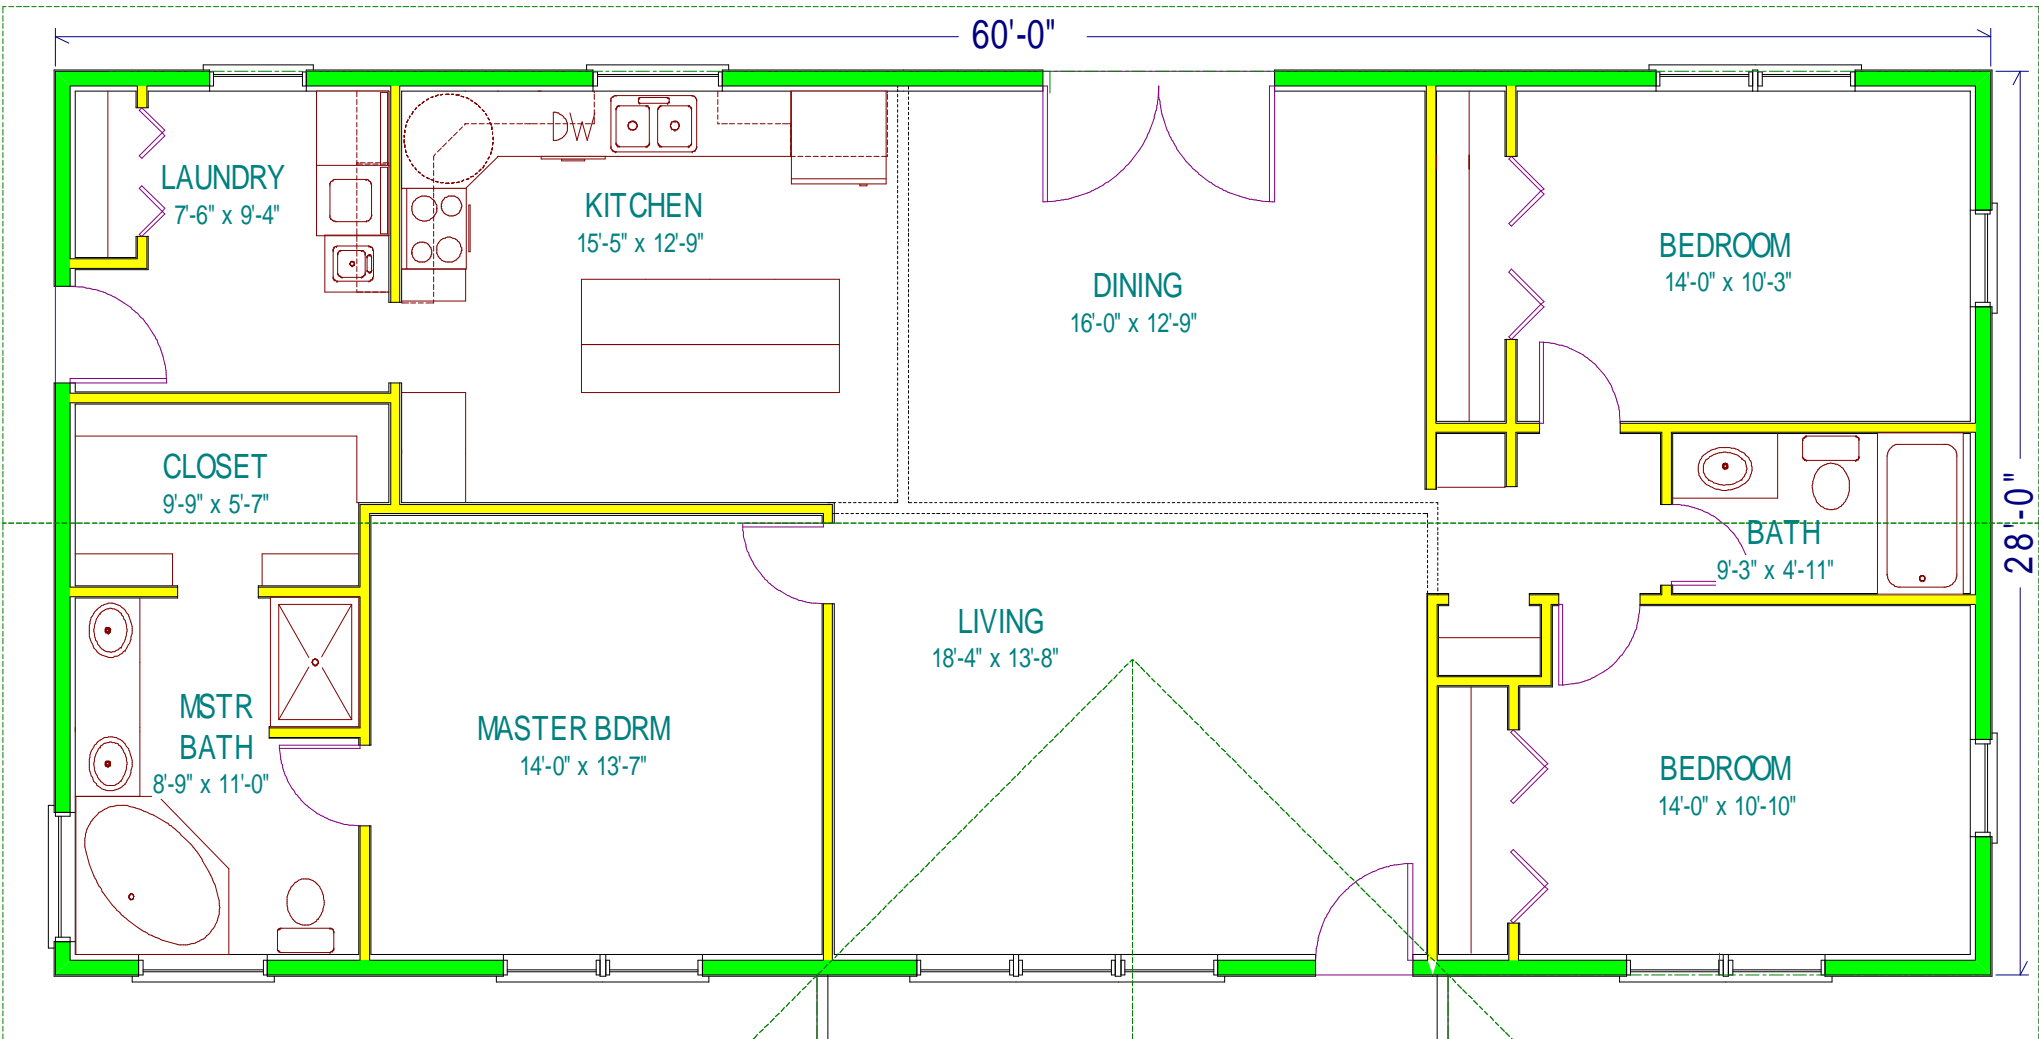 60'-0"
LAUNDRY
7'-6" x 9'-4"
DW
KITCHEN
15'-5" x 12'-9"
DINING
16'-0" x 12'-9"
BEDROOM
14'-0" x 10'-3"
CLOSET
9'-9" x 5'-7"
BATH
9'-3" x 4'-11"
28'-0"
LIVING
18'-4" x 13'-8"
MSTR
BATH
8'-9" x 11'-0"
MASTER BDRM
14'-0" x 13'-7"
BEDROOM
14'-0" x 10'-10"